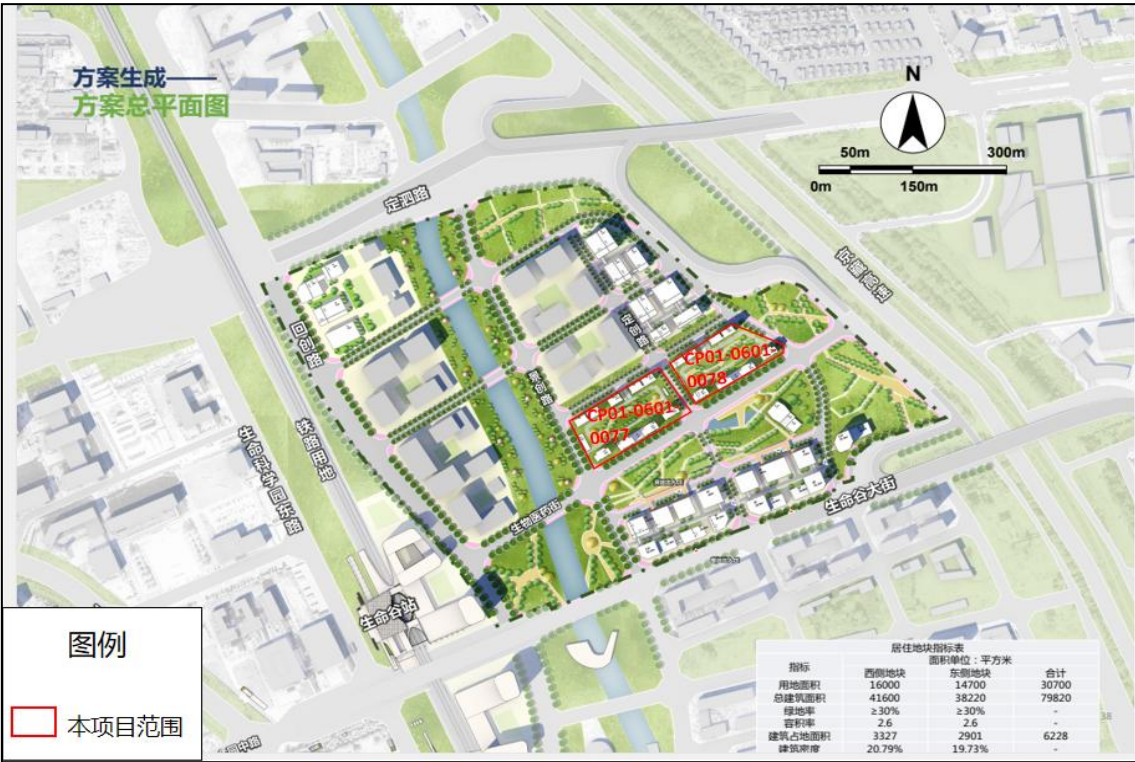 方案生成——
方案总平面图
N
50m 300m
0m 150m
定泗路
京藏高速
回创路
景创路
CP01-0601-
0078
CP01-0601-
0077
铁路用地
生命科学园东路
生物医药街
生命谷大街
生命谷站
图例
本项目范围
居住地块指标表
面积单位：平方米
指标 西侧地块 东侧地块 合计
用地面积 16000 14700 30700
总建筑面积 41600 38220 79820
绿地率 ≥30% ≥30% -
容积率 2.6 2.6 -
建筑占地面积 3327 2901 6228
建筑密度 20.79% 19.73% -
38